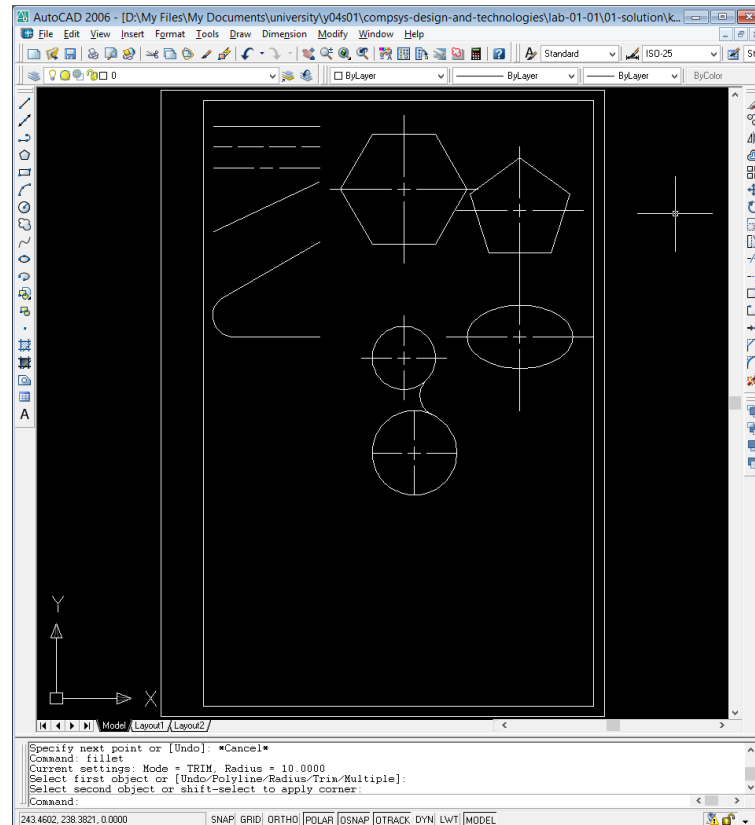 AutoCAD 2006 - [D:\My Files\My Documents\university\y04s01\compsys-design-and-technologies\lab-01-01\01-solution\k...
File Edit View Insert Format Tools Draw Dimension Modify Window Help
Standard ISO-25 St
0 ByLayer ByLayer ByLayer ByColor
A
Y
X
Model Layout1 Layout2
Specify next point or [Undo]: *Cancel*
Command: fillet
Current settings: Mode = TRIM, Radius = 10.0000
Select first object or [Undo/Polyline/Radius/Trim/Multiple]:
Select second object or shift-select to apply corner:
Command:
243.4602, 238.3821, 0.0000 SNAP GRID ORTHO POLAR OSNAP OTRACK DYN LWT MODEL